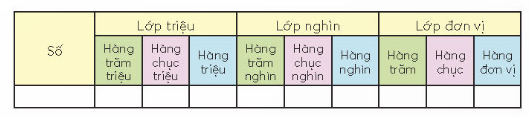 Số Lớp triệu Lớp nghìn Lớp đơn vị
Hàng trăm triệu Hàng chục triệu Hàng triệu Hàng trăm nghìn Hàng chục nghìn Hàng nghìn Hàng trăm Hàng chục Hàng đơn vị